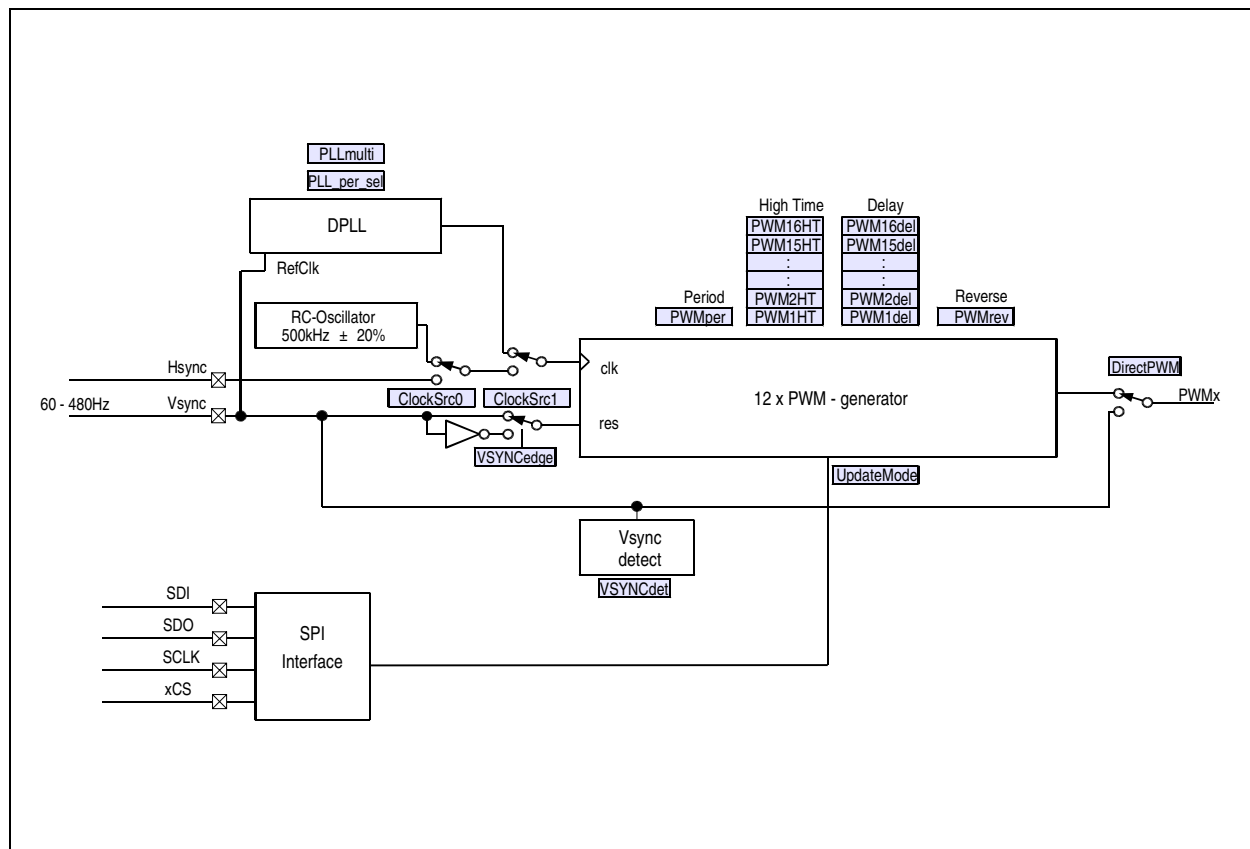 PLLmulti
PLL_per_sel
DPLL
RefClk
High Time
Delay
PWM16HT
PWM16del
PWM15HT
PWM15del
:
:
:
:
PWM2HT
PWM2del
PWM1HT
PWM1del
Period
PWMper
Reverse
PWMrev
RC-Oscillator
500kHz ± 20%
Hsync
60 - 480Hz
Vsync
ClockSrc0
ClockSrc1
clk
res
12 x PWM - generator
DirectPWM
PWMx
VSYNCedge
UpdateMode
Vsync
detect
VSYNCdet
SDI
SDO
SCLK
xCS
SPI
Interface